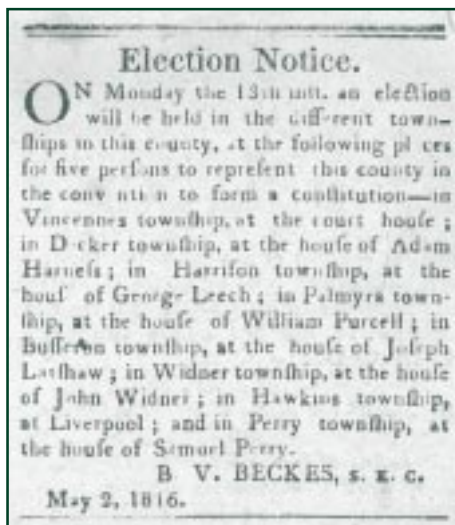 Election Notice.
ON Monday the 13th inst. an election
will be held in the different town-
ſhips in this county, at the following pl ces
for five perſons to repreſent this county in
the conv ntion to form a conſtitution—in
Vincennes townſhip, at the court houſe;
in Decker townſhip, at the houſe of Adam
Harneſs; in Harriſon townſhip, at the
houſ of George Leech; in Palmyra town-
ſhip, at the houſe of William Purcell; in
Buſſeron townſhip, at the houſe of Joſeph
Latſhaw; in Widner townſhip, at the houſe
of John Widner; in Hawkins townſhip,
at Liverpool; and in Perry townſhip, at
the houſe of Samuel Perry.
B V. BECKES, S. K. C.
May 2, 1816.